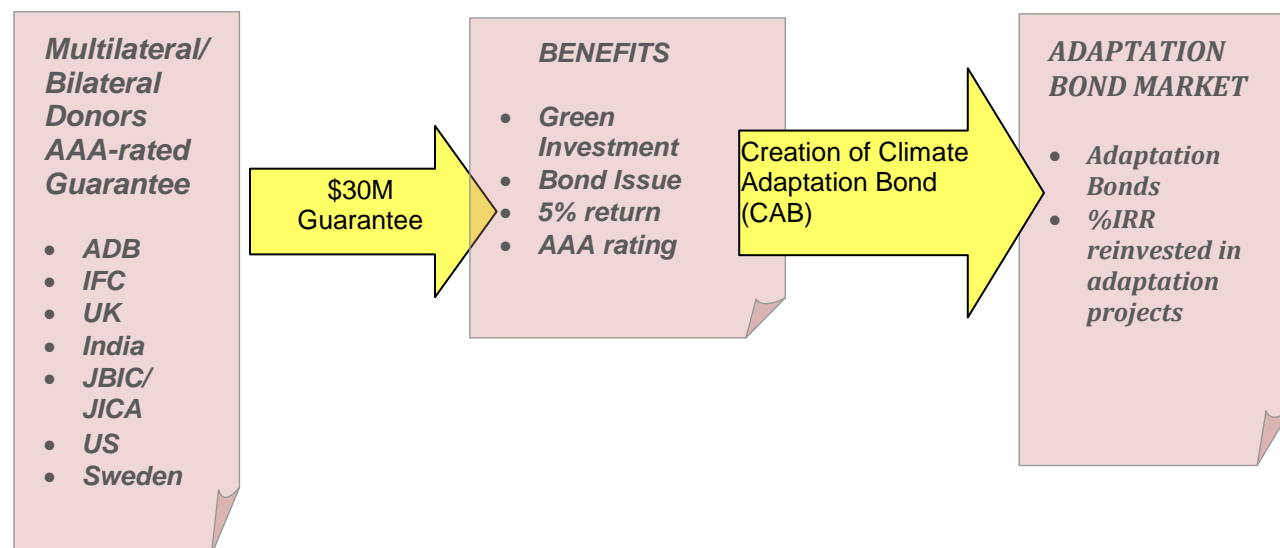 Multilateral/
Bilateral
Donors
AAA-rated
Guarantee
• ADB
• IFC
• UK
• India
• JBIC/
JICA
• US
• Sweden
$30M
Guarantee
BENEFITS
• Green
Investment
• Bond Issue
• 5% return
• AAA rating
Creation of Climate
Adaptation Bond
(CAB)
ADAPTATION
BOND MARKET
• Adaptation
Bonds
• %IRR
reinvested in
adaptation
projects